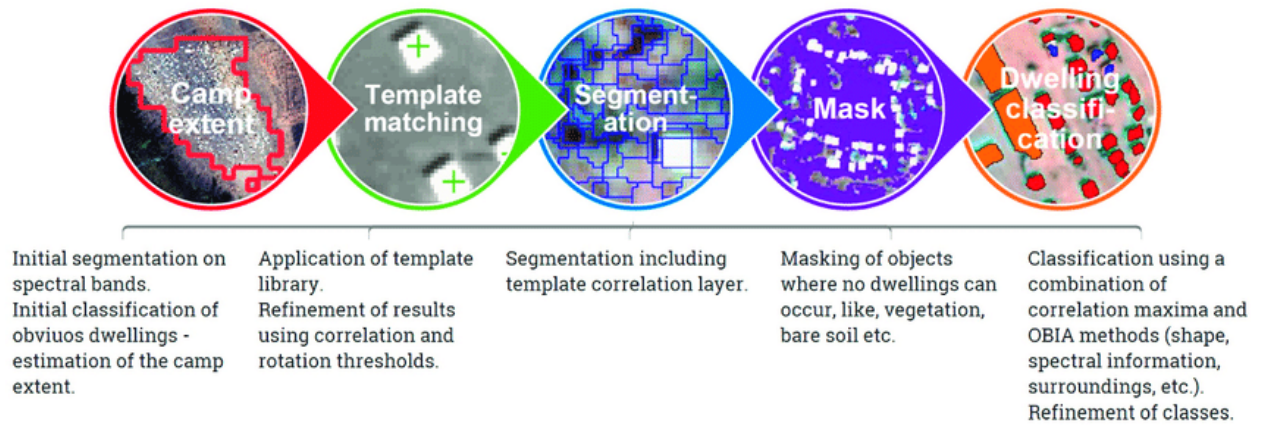 Camp
extent
Template
matching
Segment-
ation
Mask
Dwelling
classifi-
cation
Initial segmentation on
spectral bands.
Initial classification of
obviuos dwellings -
estimation of the camp
extent.
Application of template
library.
Refinement of results
using correlation and
rotation thresholds.
Segmentation including
template correlation layer.
Masking of objects
where no dwellings can
occur, like, vegetation,
bare soil etc.
Classification using a
combination of
correlation maxima and
OBIA methods (shape,
spectral information,
surroundings, etc.).
Refinement of classes.